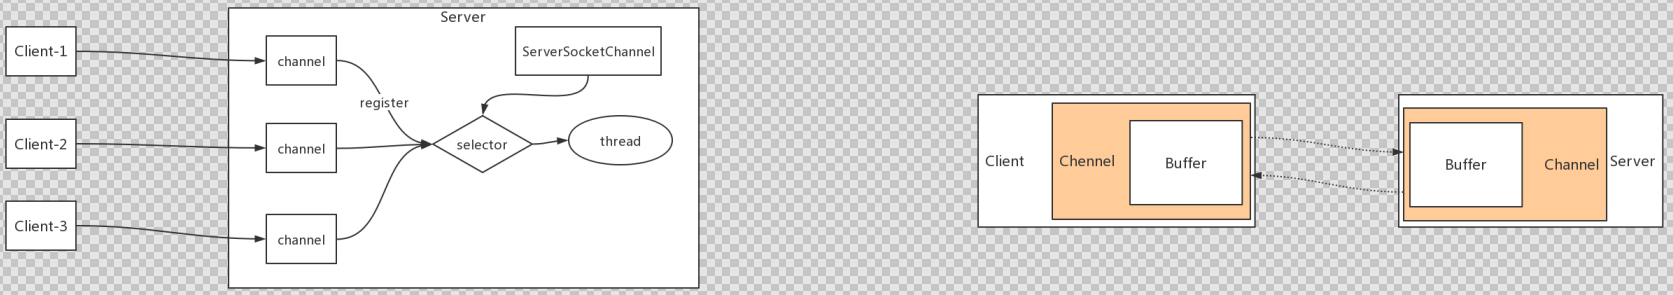 Server
Client-1
channel
ServerSocketChannel
register
Client-2
channel
selector
thread
Client-3
channel
Client
Chennel
Buffer
Buffer
Channel
Server